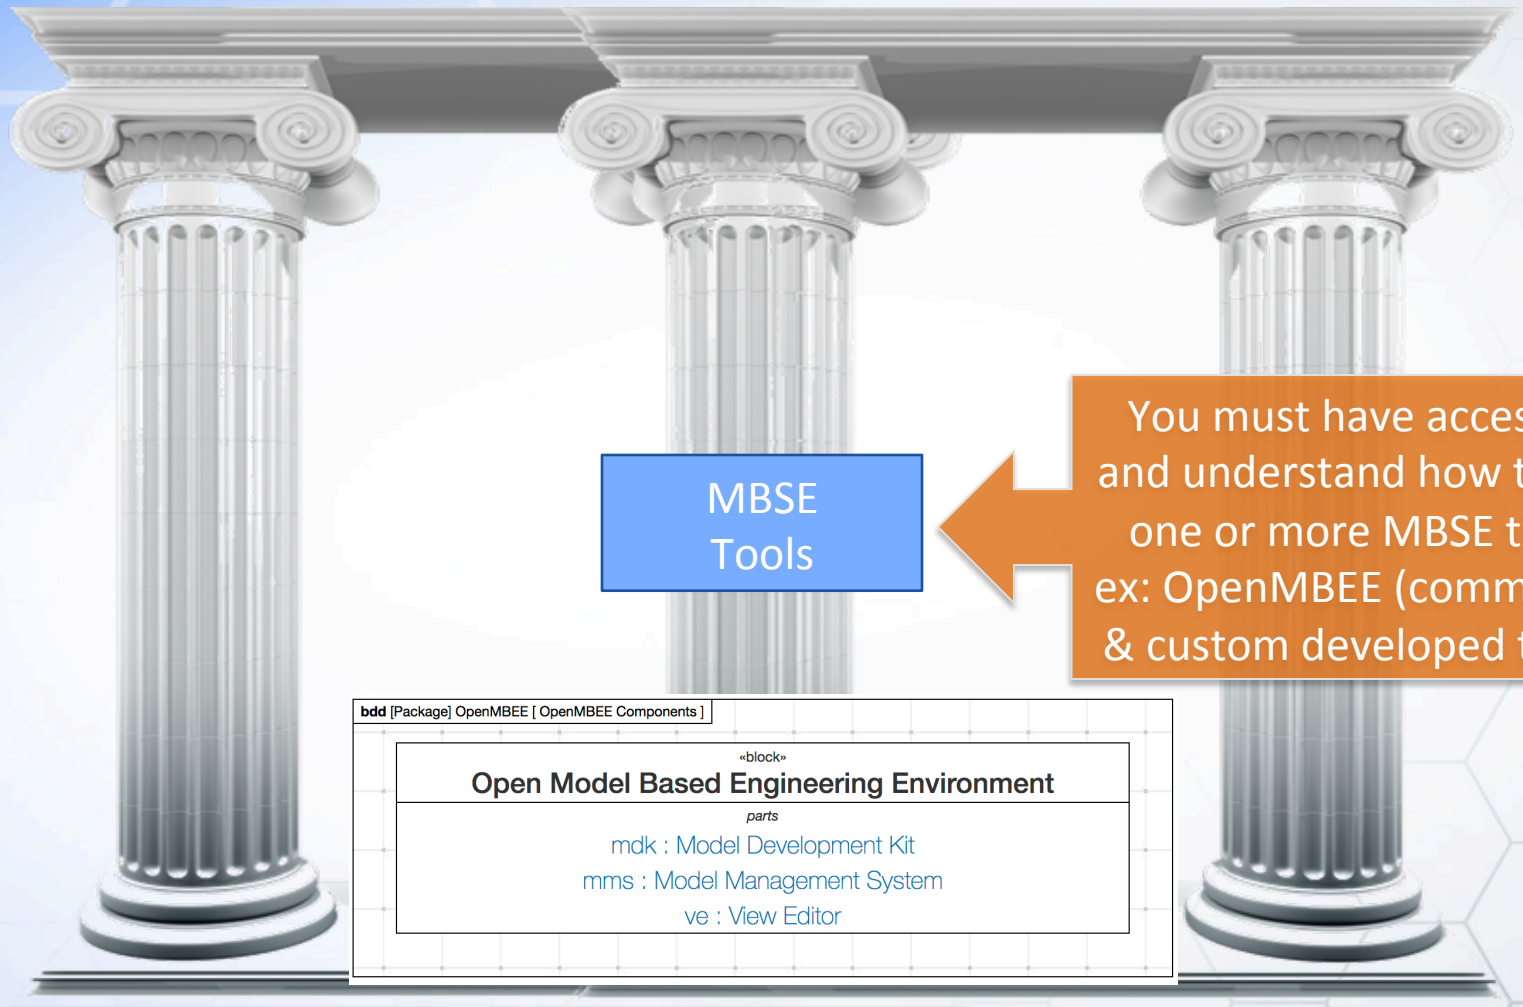 MBSE
Tools
You must have acces
and understand how t
one or more MBSE t
ex: OpenMBEE (comm
& custom developed t
bdd [Package] OpenMBEE [ OpenMBEE Components ]
«block»
Open Model Based Engineering Environment
parts
mdk : Model Development Kit
mms : Model Management System
ve : View Editor